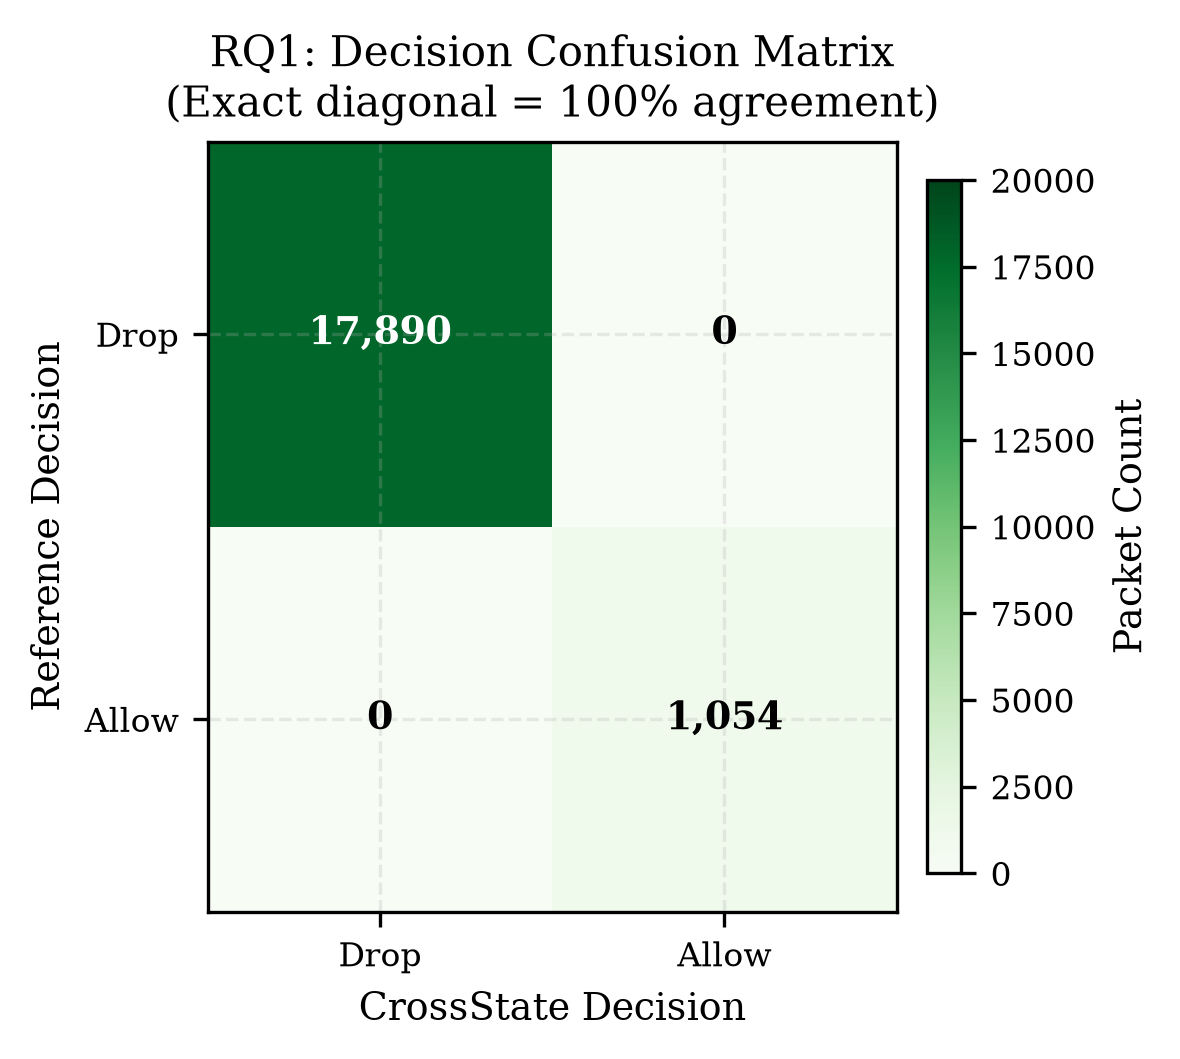 RQ1: Decision Confusion Matrix
(Exact diagonal = 100% agreement)
Reference Decision
Drop
Allow
17,890
0
0
1,054
Drop
Allow
CrossState Decision
20000
17500
15000
12500
10000
7500
5000
2500
0
Packet Count